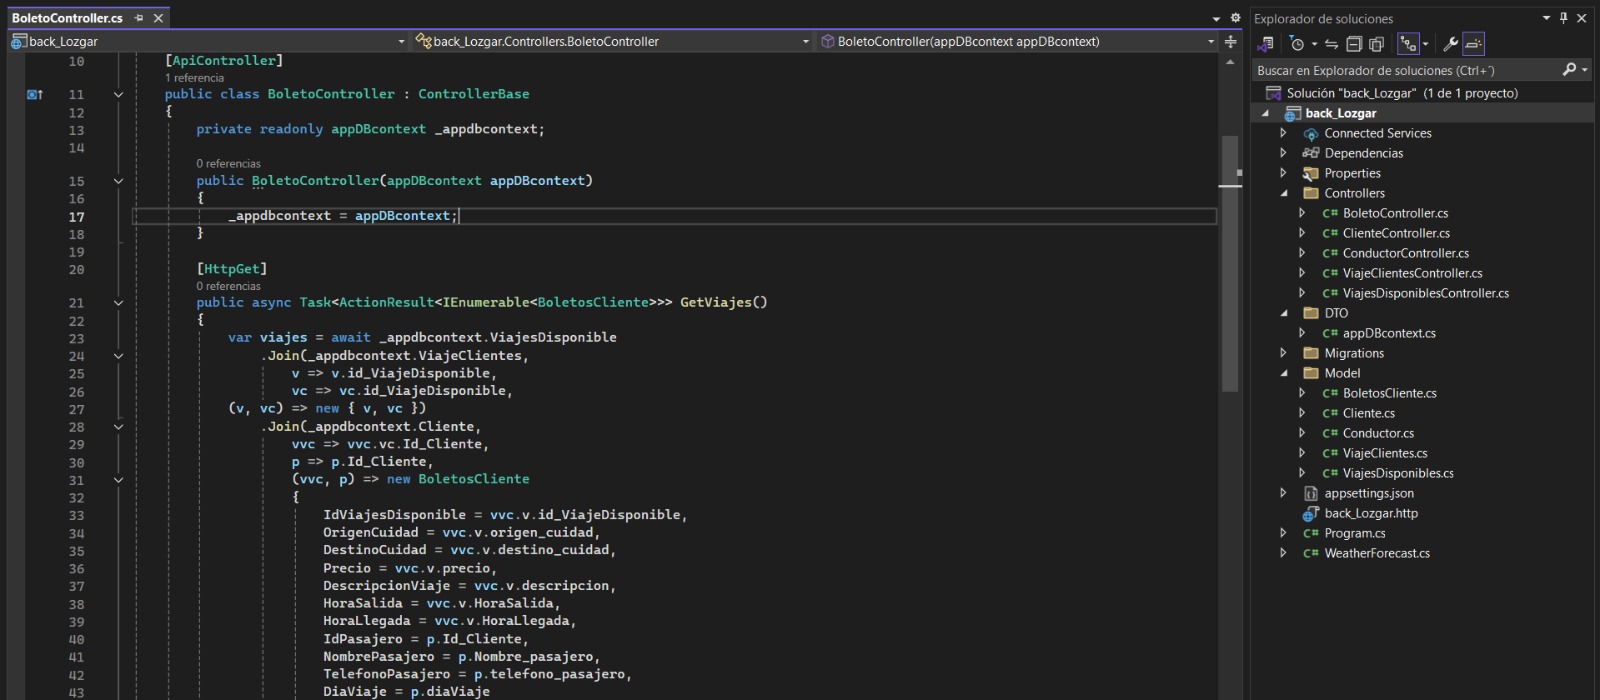 BoletoController.cs
back_Lozgar
back_Lozgar.Controllers.BoletoController
BoletoController(appDBcontext appDBcontext)
10 [ApiController]
1 referencia
11 public class BoletoController : ControllerBase
12 {
13 private readonly appDBcontext _appdbcontext;
14
0 referencias
15 public BoletoController(appDBcontext appDBcontext)
16 {
17 _appdbcontext = appDBcontext;
18 }
19
20 [HttpGet]
0 referencias
21 public async Task<ActionResult<IEnumerable<BoletosCliente>>> GetViajes()
22 {
23 var viajes = await _appdbcontext.ViajesDisponible
24 .Join(_appdbcontext.ViajeClientes,
25 v => v.id_ViajeDisponible,
26 vc => vc.id_ViajeDisponible,
27 (v, vc) => new { v, vc })
28 .Join(_appdbcontext.Cliente,
29 vvc => vvc.vc.Id_Cliente,
30 p => p.Id_Cliente,
31 (vvc, p) => new BoletosCliente
32 {
33 IdViajesDisponible = vvc.v.id_ViajeDisponible,
34 OrigenCuidad = vvc.v.origen_cuidad,
35 DestinoCuidad = vvc.v.destino_cuidad,
36 Precio = vvc.v.precio,
37 DescripcionViaje = vvc.v.descripcion,
38 HoraSalida = vvc.v.HoraSalida,
39 HoraLlegada = vvc.v.HoraLlegada,
40 IdPasajero = p.Id_Cliente,
41 NombrePasajero = p.Nombre_pasajero,
42 TelefonoPasajero = p.telefono_pasajero,
43 DiaViaje = p.diaViaje
Explorador de soluciones
Buscar en Explorador de soluciones (Ctrl+´)
Solución "back_Lozgar" (1 de 1 proyecto)
back_Lozgar
Connected Services
Dependencias
Properties
Controllers
C# BoletoController.cs
C# ClienteController.cs
C# ConductorController.cs
C# ViajeClientesController.cs
C# ViajesDisponiblesController.cs
DTO
C# appDBcontext.cs
Migrations
Model
C# BoletosCliente.cs
C# Cliente.cs
C# Conductor.cs
C# ViajeClientes.cs
C# ViajesDisponibles.cs
appsettings.json
back_Lozgar.http
C# Program.cs
C# WeatherForecast.cs